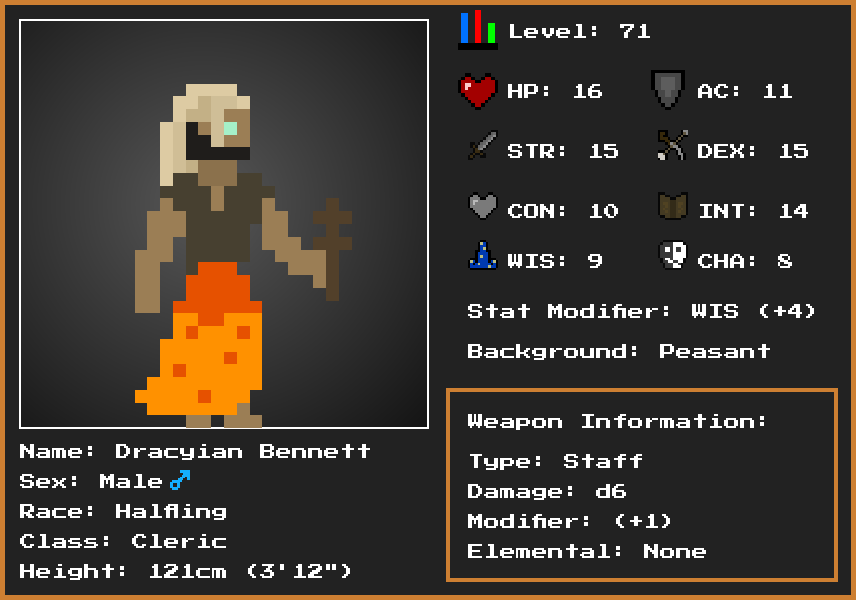 Level: 71
HP: 16
AC: 11
STR: 15
DEX: 15
CON: 10
INT: 14
WIS: 9
CHA: 8
Stat Modifier: WIS (+4)
Background: Peasant
Weapon Information:
Type: Staff
Damage: d6
Modifier: (+1)
Elemental: None
Name: Dracyian Bennett
Sex: Male ♂
Race: Halfling
Class: Cleric
Height: 121cm (3'12")